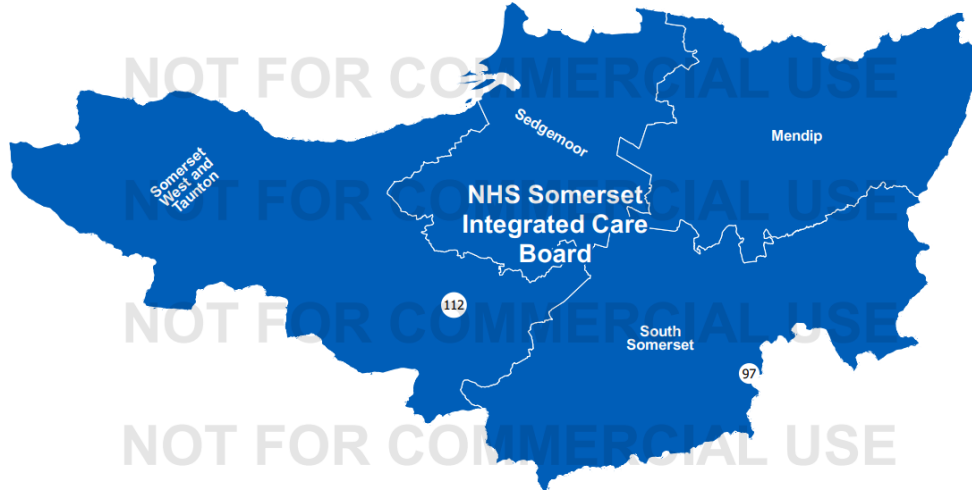 NOT FOR COMMERCIAL USE
Sedgemoor
Mendip
Somerset
West and
Taunton
NOT FOR COMMERCIAL USE
NHS Somerset
Integrated Care
Board
112
NOT FOR COMMERCIAL USE
South
Somerset
97
NOT FOR COMMERCIAL USE